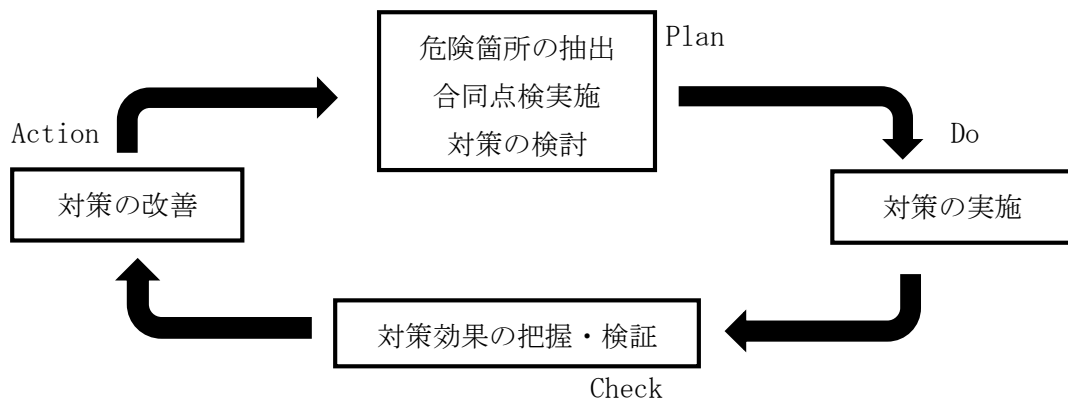 危険箇所の抽出
合同点検実施
対策の検討
Plan
Do
対策の実施
対策効果の把握・検証
Check
対策の改善
Action